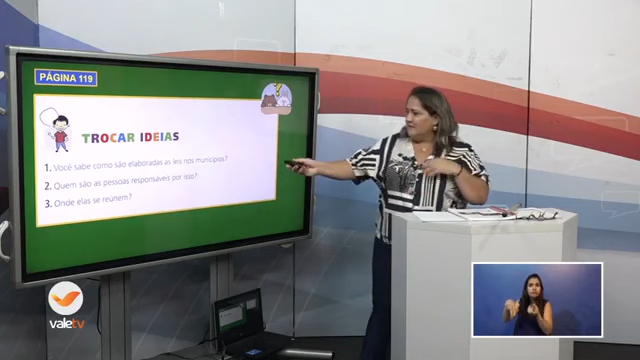 PÁGINA 119
TROCAR IDEIAS
1. Você sabe como são elaboradas as leis nos municípios?
2. Quem são as pessoas responsáveis por isso?
3. Onde elas se reúnem?
valetv